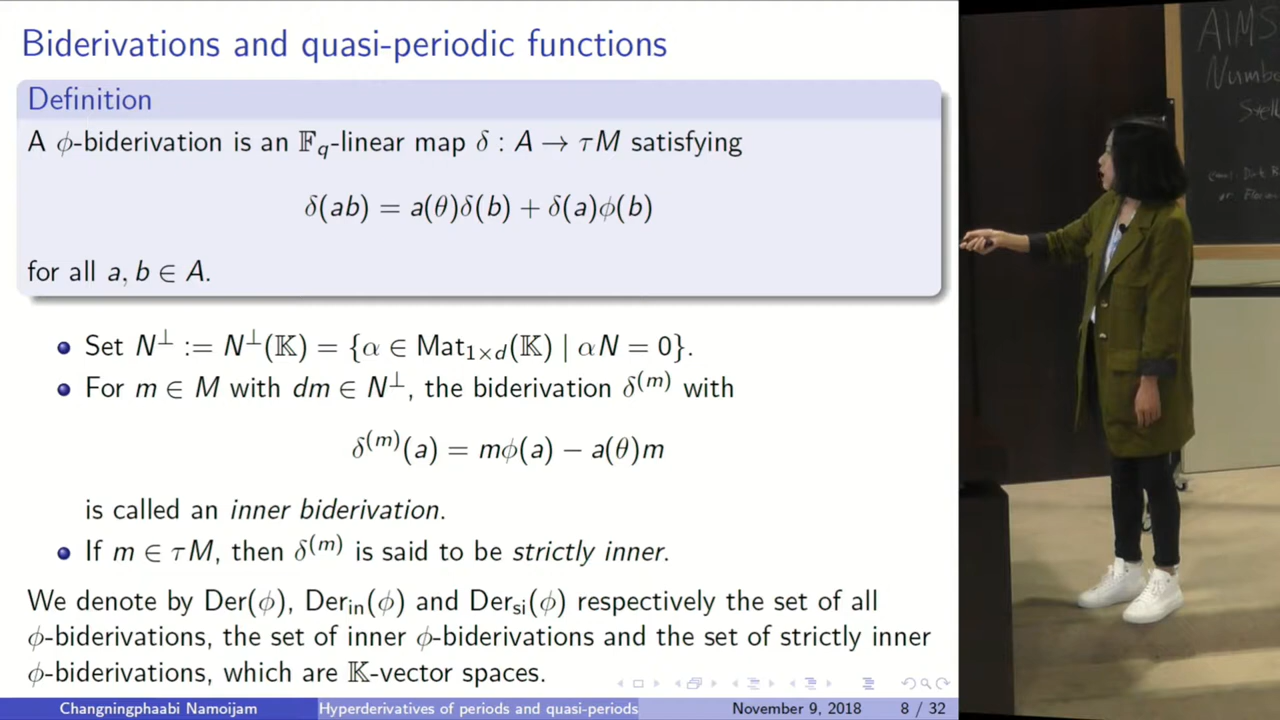 Biderivations and quasi-periodic functions
Definition
A ϕ-biderivation is an 𝔽_q-linear map δ : A → τM satisfying
δ(ab) = a(θ)δ(b) + δ(a)ϕ(b)
for all a, b ∈ A.
Set N^⊥ := N^⊥(𝕂) = {α ∈ Mat_{1×d}(𝕂) | αN = 0}.
For m ∈ M with dm ∈ N^⊥, the biderivation δ^{(m)} with
δ^{(m)}(a) = mϕ(a) − a(θ)m
is called an inner biderivation.
If m ∈ τM, then δ^{(m)} is said to be strictly inner.
We denote by Der(ϕ), Der_{in}(ϕ) and Der_{si}(ϕ) respectively the set of all
ϕ-biderivations, the set of inner ϕ-biderivations and the set of strictly inner
ϕ-biderivations, which are 𝕂-vector spaces.
Changningphaabi Namoijam
Hyperderivatives of periods and quasi-periods
November 9, 2018
8 / 32
AIMS